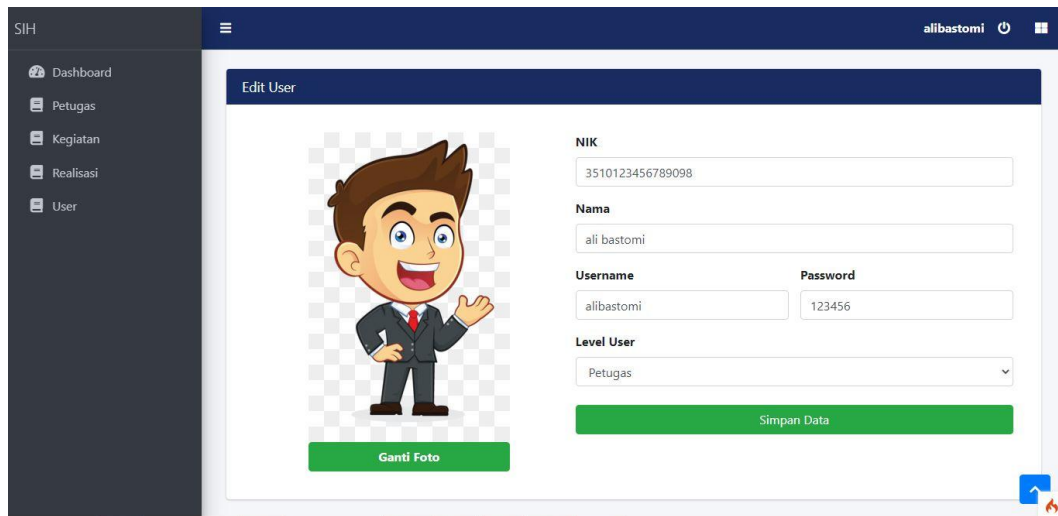 SIH
alibastomi
Dashboard
Petugas
Kegiatan
Realisasi
User
Edit User
NIK
3510123456789098
Nama
ali bastomi
Username Password
alibastomi 123456
Level User
Petugas
Simpan Data
Ganti Foto